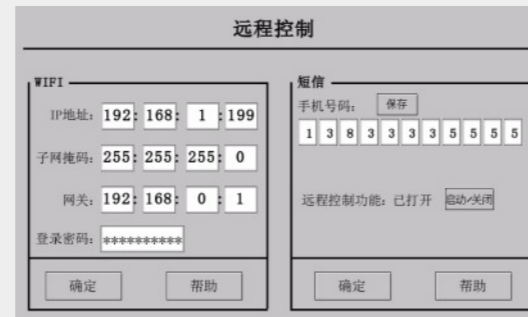 远程控制
WIFI
IP地址: 192: 168: 1 :199
子网掩码: 255: 255: 255: 0
网关: 192: 168: 0 : 1
登录密码: **********
确定 帮助
短信
手机号码: 保存
1 3 8 3 3 3 3 5 5 5 5
远程控制功能: 已打开 启动/关闭
确定 帮助